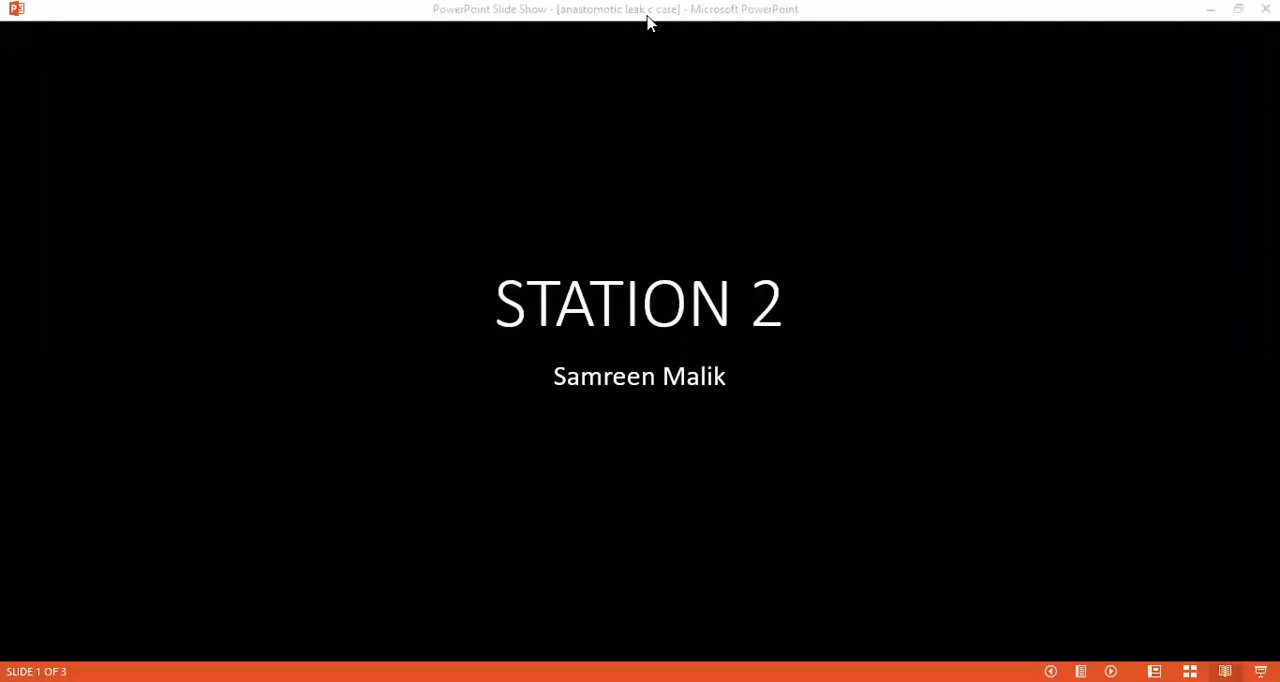 PowerPoint Slide Show - [anastomotic leak c care] - Microsoft PowerPoint
STATION 2
Samreen Malik
SLIDE 1 OF 3